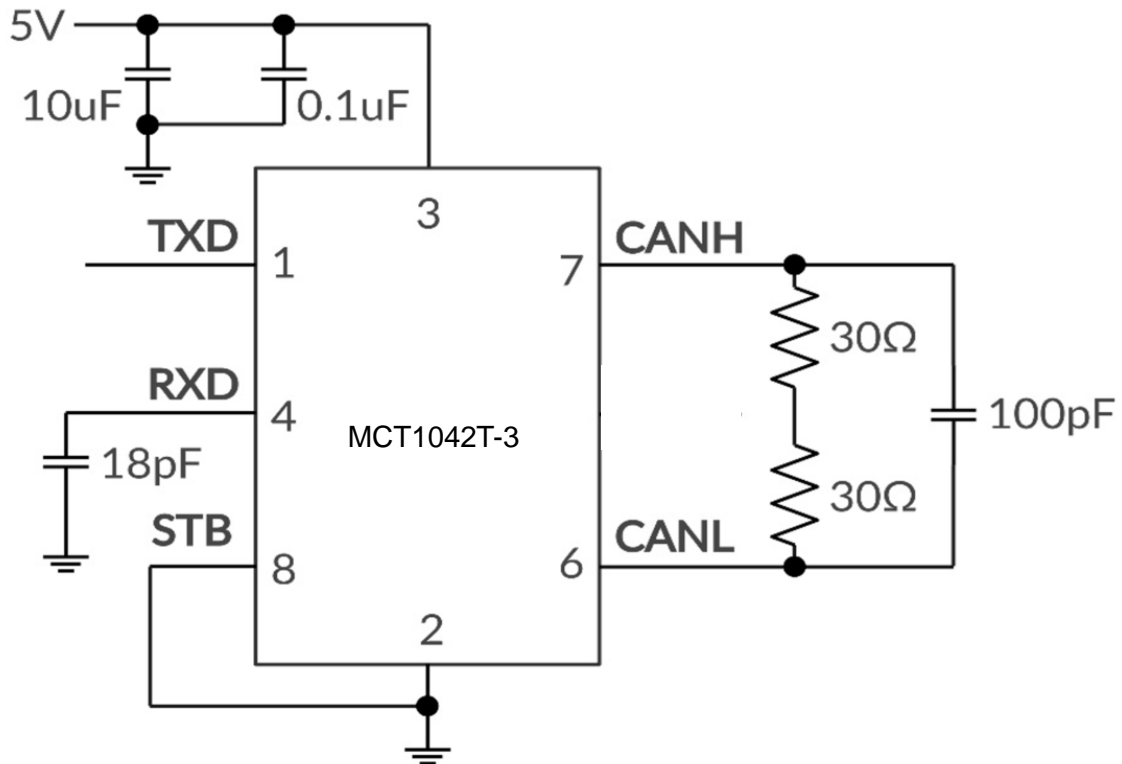 5V
10uF
0.1uF
3
TXD
1
CANH
7
30Ω
RXD
4
MCT1042T-3
100pF
18pF
30Ω
STB
8
CANL
6
2